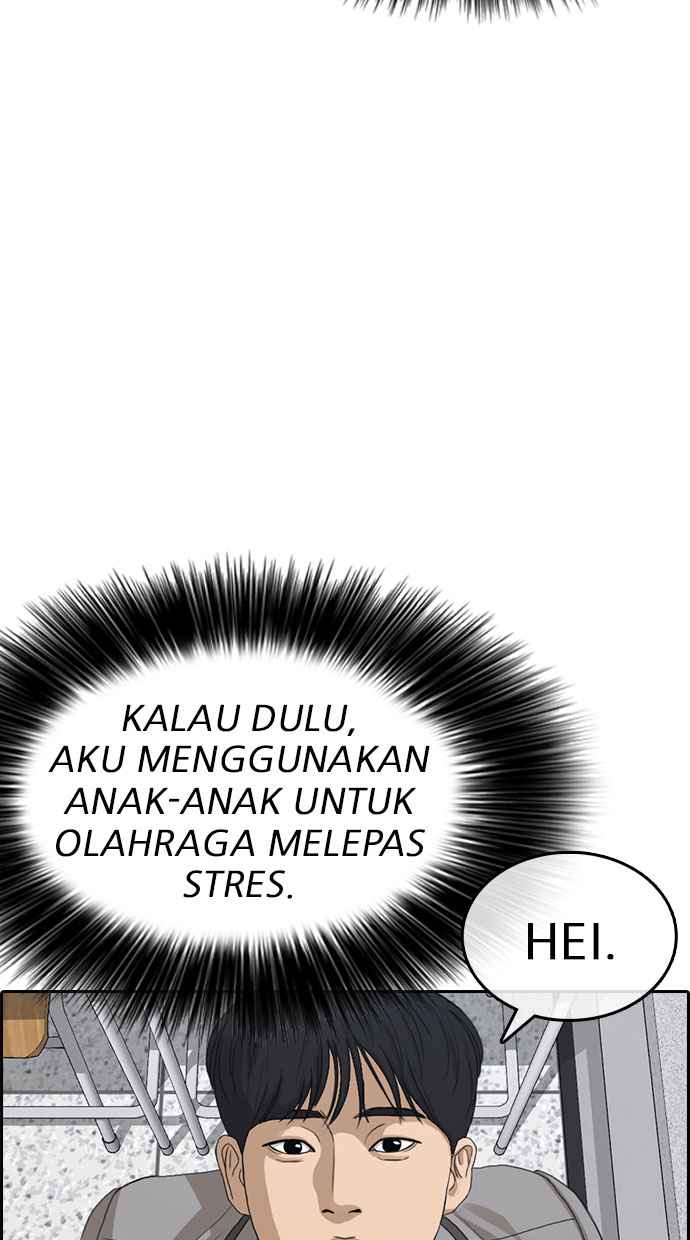 KALAU DULU,
AKU MENGGUNAKAN
ANAK-ANAK UNTUK
OLAHRAGA MELEPAS
STRES.
HEI.